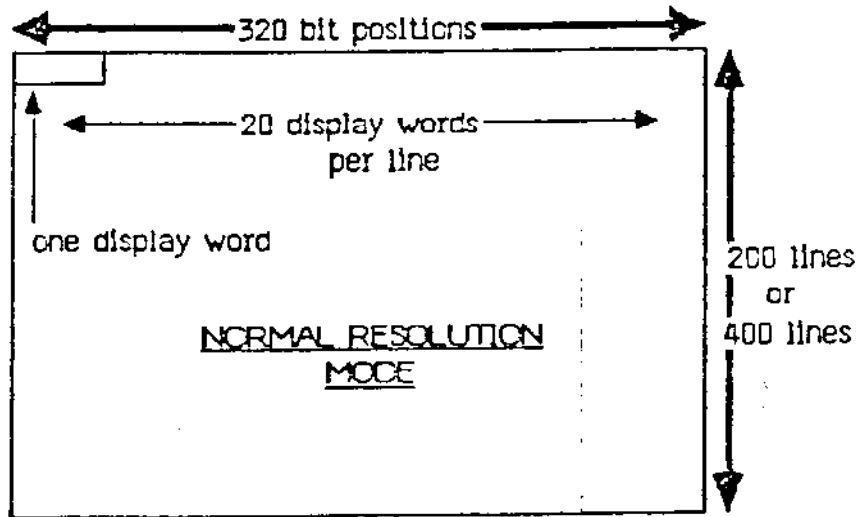 320 bit positions
20 display words
per line
one display word
200 lines
or
400 lines
NORMAL RESOLUTION
MODE